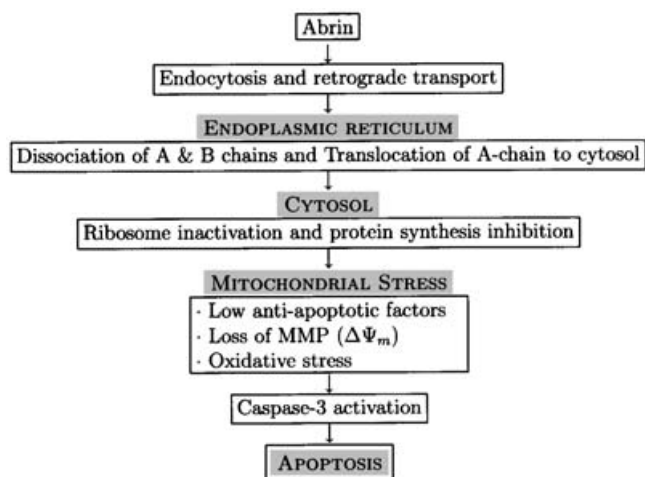 Abrin
Endocytosis and retrograde transport
ENDOPLASMIC RETICULUM
Dissociation of A & B chains and Translocation of A-chain to cytosol
CYTOSOL
Ribosome inactivation and protein synthesis inhibition
MITOCHONDRIAL STRESS
· Low anti-apoptotic factors
· Loss of MMP (ΔΨm)
· Oxidative stress
Caspase-3 activation
APOPTOSIS